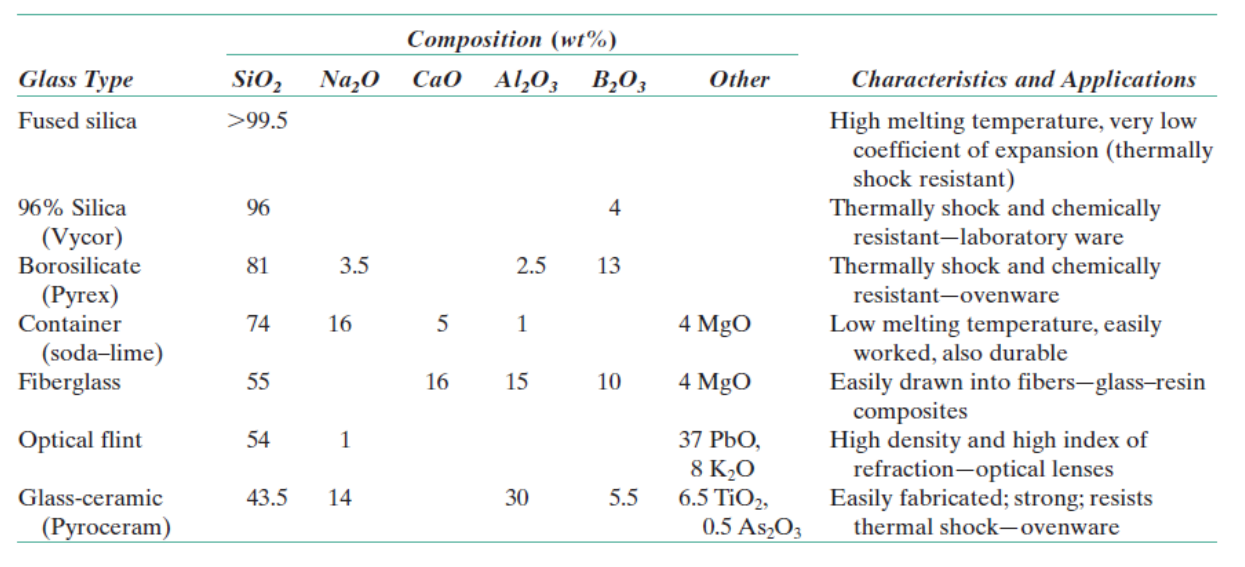 Composition (wt%)
Glass Type SiO₂ Na₂O CaO Al₂O₃ B₂O₃ Other Characteristics and Applications
Fused silica >99.5 High melting temperature, very low
coefficient of expansion (thermally
shock resistant)
96% Silica 96 4 Thermally shock and chemically
(Vycor) resistant—laboratory ware
Borosilicate 81 3.5 2.5 13 Thermally shock and chemically
(Pyrex) resistant—ovenware
Container 74 16 5 1 4 MgO Low melting temperature, easily
(soda–lime) worked, also durable
Fiberglass 55 16 15 10 4 MgO Easily drawn into fibers—glass–resin
composites
Optical flint 54 1 37 PbO, High density and high index of
8 K₂O refraction—optical lenses
Glass-ceramic 43.5 14 30 5.5 6.5 TiO₂, Easily fabricated; strong; resists
(Pyroceram) 0.5 As₂O₃ thermal shock—ovenware